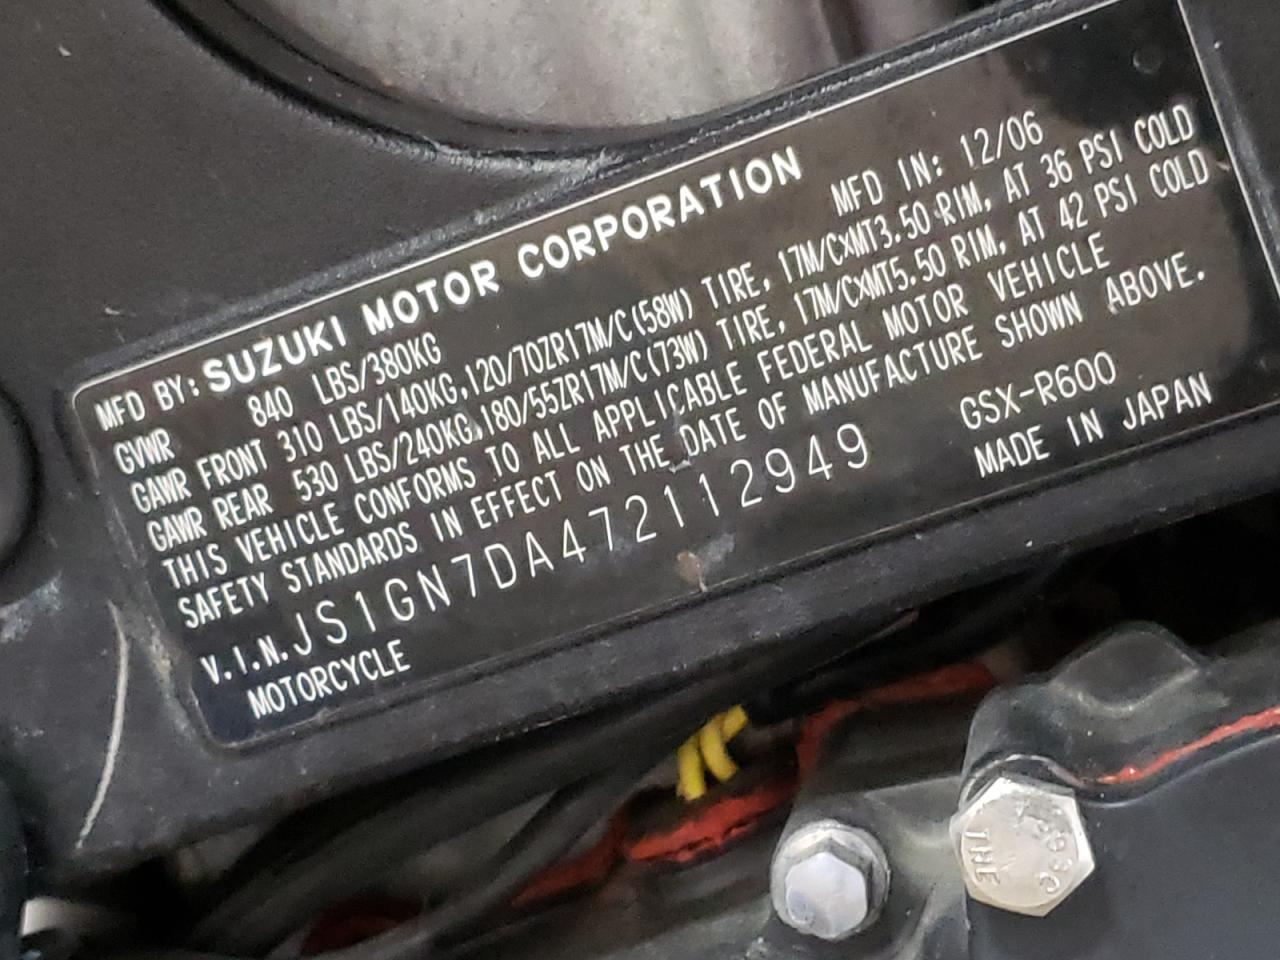 MFD BY: SUZUKI MOTOR CORPORATION
MFD IN: 12/06
GVWR 840 LBS/380KG
GAWR FRONT 310 LBS/140KG,120/70ZR17M/C(58W) TIRE, 17M/CxMT3.50 RIM, AT 36 PSI COLD
GAWR REAR 530 LBS/240KG,180/55ZR17M/C(73W) TIRE, 17M/CxMT5.50 RIM, AT 42 PSI COLD
THIS VEHICLE CONFORMS TO ALL APPLICABLE FEDERAL MOTOR VEHICLE
SAFETY STANDARDS IN EFFECT ON THE DATE OF MANUFACTURE SHOWN ABOVE.
V.I.N. JS1GN7DA472112949 GSX-R600
MOTORCYCLE MADE IN JAPAN
THE